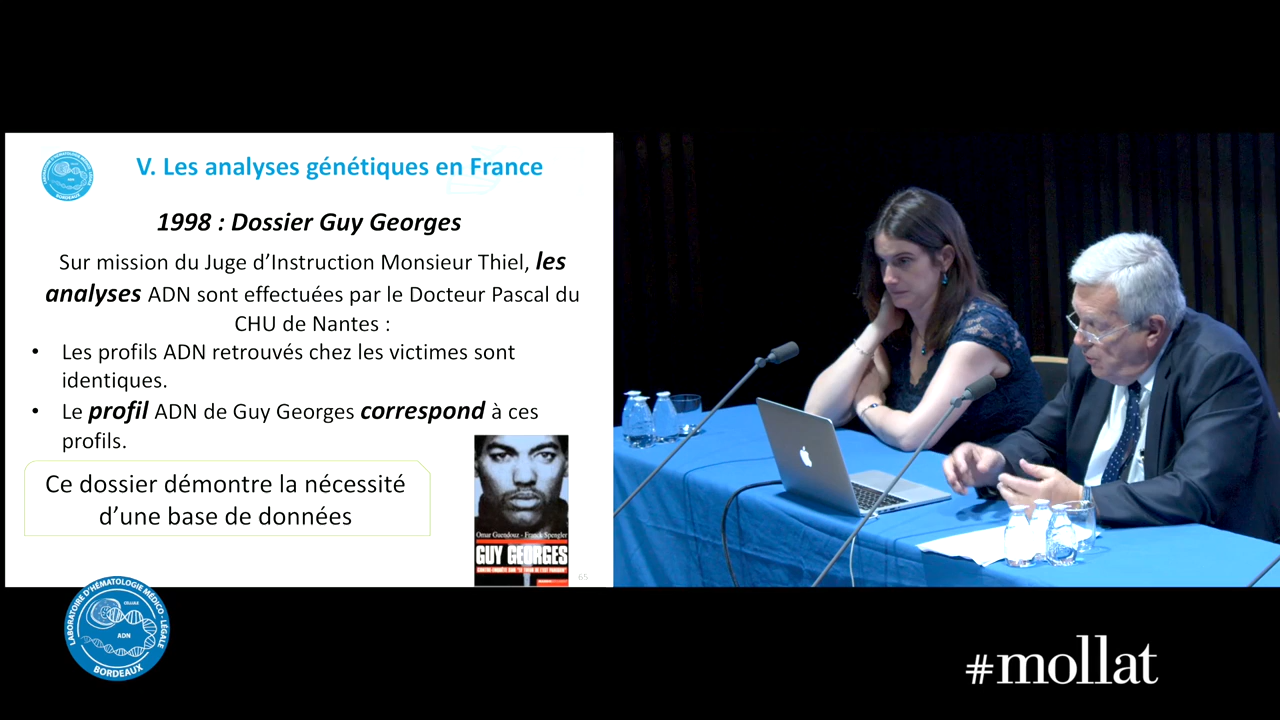 V. Les analyses génétiques en France
1998 : Dossier Guy Georges
Sur mission du Juge d'Instruction Monsieur Thiel, les
analyses ADN sont effectuées par le Docteur Pascal du
CHU de Nantes :
• Les profils ADN retrouvés chez les victimes sont
identiques.
• Le profil ADN de Guy Georges correspond à ces
profils.
Ce dossier démontre la nécessité
d'une base de données
Omar Guendouz - Franck Spengler
GUY GEORGES
65
LABORATOIRE D'HÉMATOLOGIE MÉDICO-LÉGALE
CELLULE
ADN
BORDEAUX
#mollat